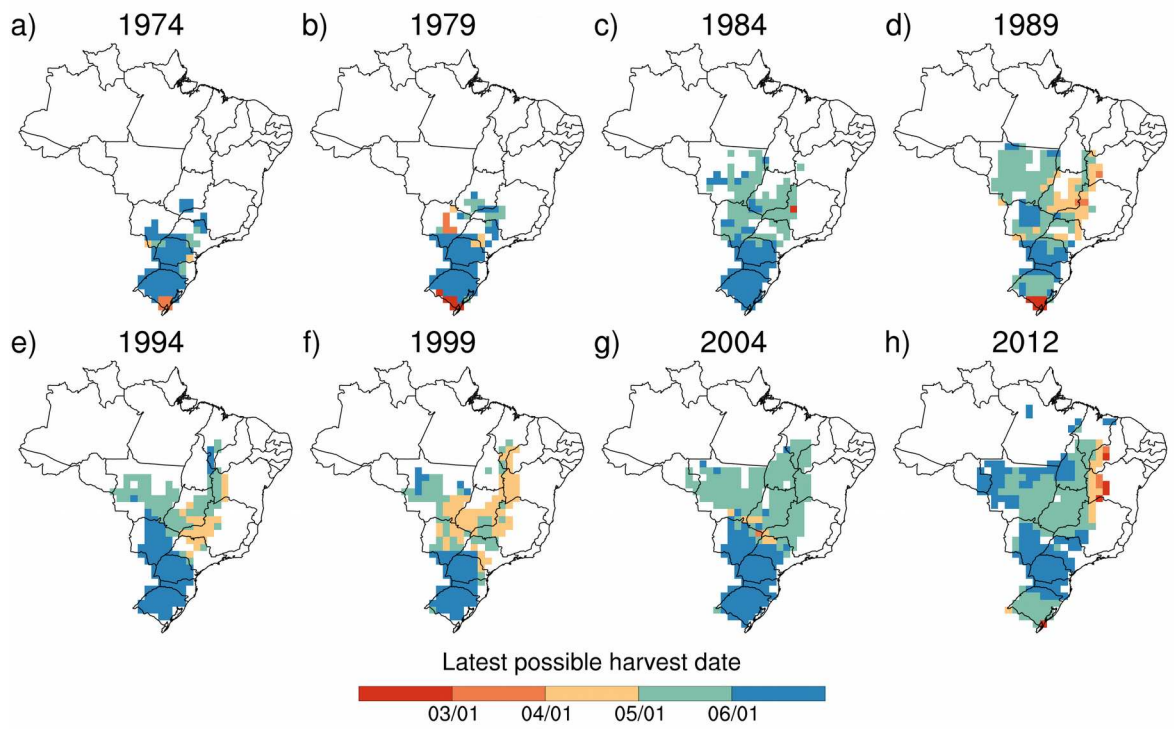 a) 1974 b) 1979 c) 1984 d) 1989
e) 1994 f) 1999 g) 2004 h) 2012
Latest possible harvest date
03/01 04/01 05/01 06/01